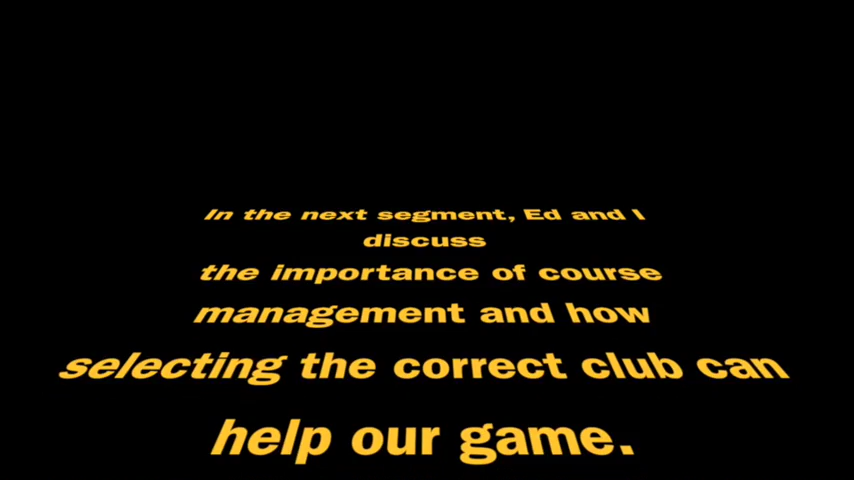 In the next segment, Ed and I
discuss
the importance of course
management and how
selecting the correct club can
help our game.